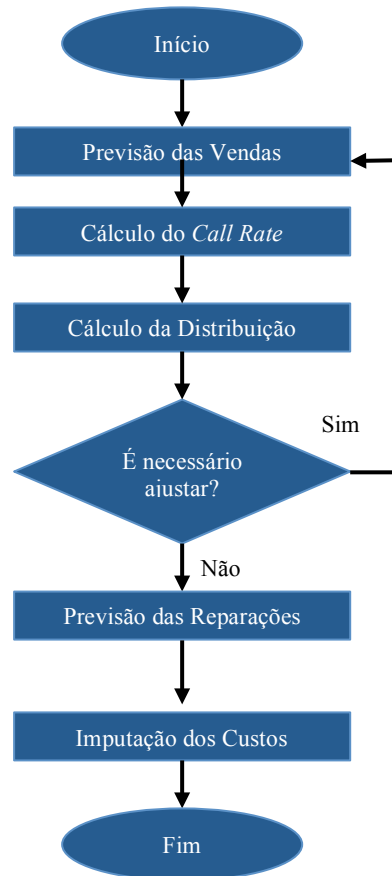 Início
Previsão das Vendas
Cálculo do Call Rate
Cálculo da Distribuição
Sim
É necessário
ajustar?
Não
Previsão das Reparações
Imputação dos Custos
Fim